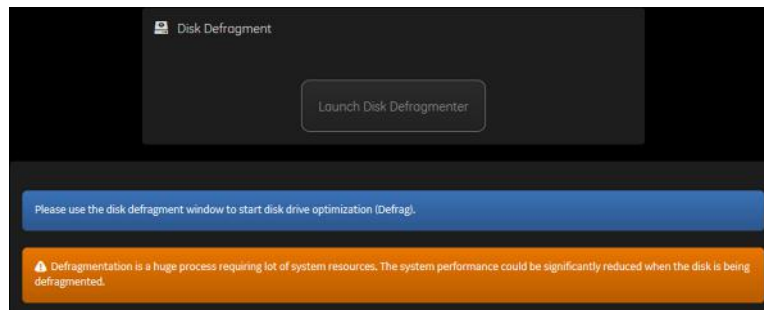 Disk Defragment
Launch Disk Defragmenter
Please use the disk defragment window to start disk drive optimization (Defrag).
Defragmentation is a huge process requiring lot of system resources. The system performance could be significantly reduced when the disk is being
defragmented.